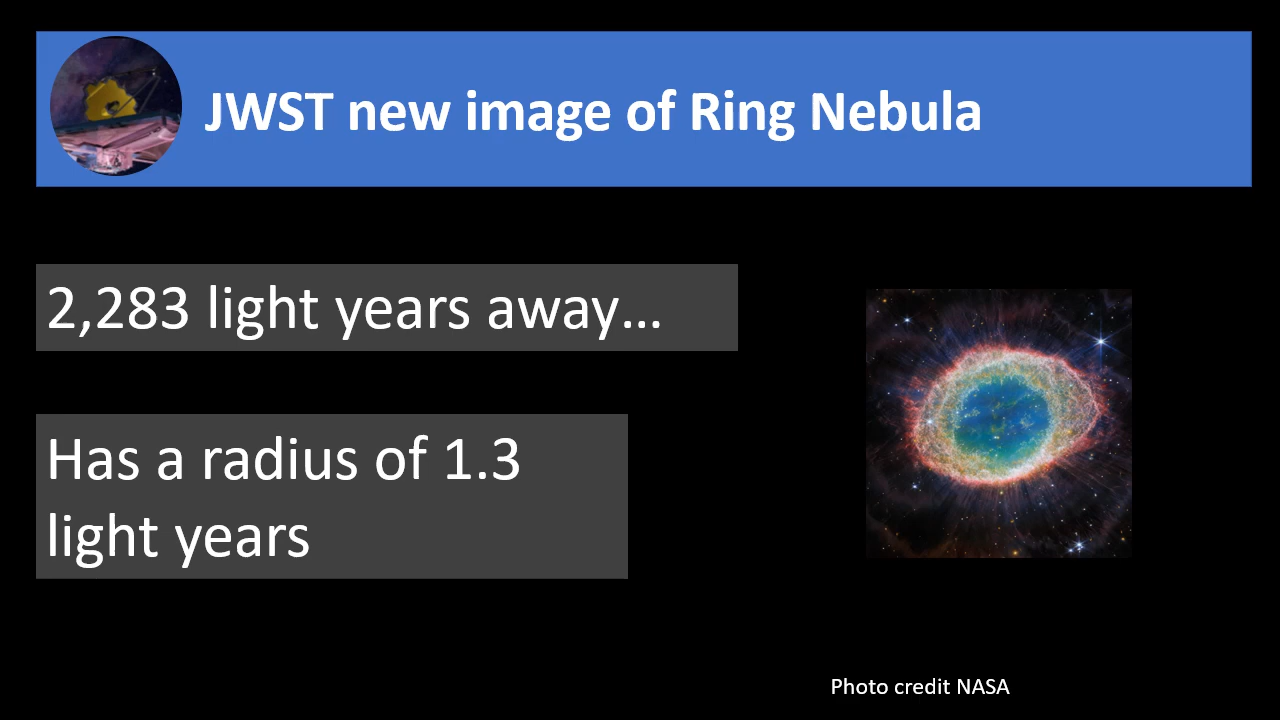 JWST new image of Ring Nebula
2,283 light years away…
Has a radius of 1.3
light years
Photo credit NASA